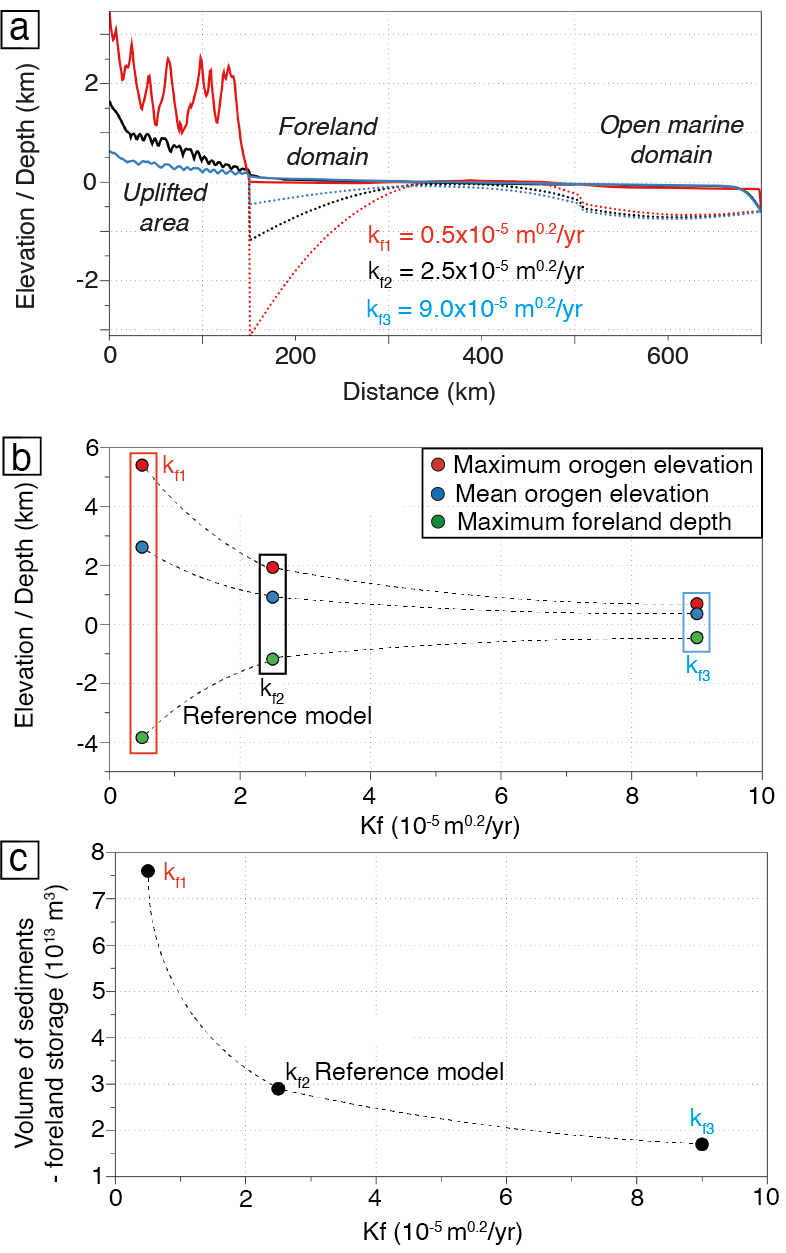 a
Elevation / Depth (km)
2
0
-2
Foreland
domain
Open marine
domain
Uplifted
area
kf1 = 0.5x10-5 m0.2/yr
kf2 = 2.5x10-5 m0.2/yr
kf3 = 9.0x10-5 m0.2/yr
0 200 400 600
Distance (km)
b
Elevation / Depth (km)
6
4
2
0
-2
-4
kf1
Maximum orogen elevation
Mean orogen elevation
Maximum foreland depth
kf2
Reference model
kf3
0 2 4 6 8 10
Kf (10-5 m0.2/yr)
c
Volume of sediments
- foreland storage (1013 m3)
8
7
6
5
4
3
2
1
kf1
kf2 Reference model
kf3
0 2 4 6 8 10
Kf (10-5 m0.2/yr)